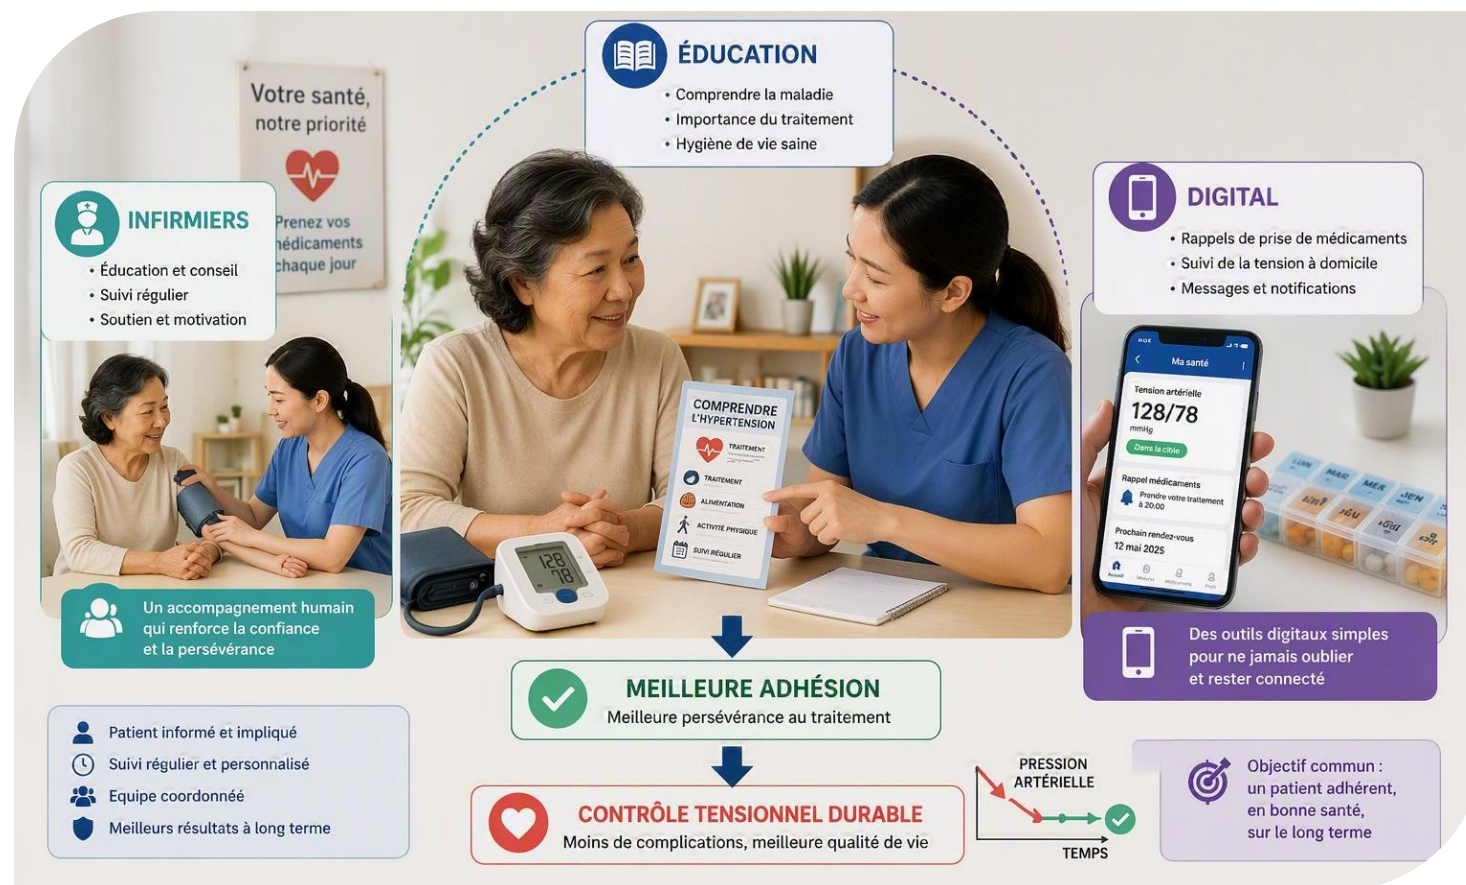 ÉDUCATION
• Comprendre la maladie
• Importance du traitement
• Hygiène de vie saine
Votre santé,
notre priorité
Prenez vos
médicaments
chaque jour
INFIRMIERS
• Éducation et conseil
• Suivi régulier
• Soutien et motivation
Un accompagnement humain
qui renforce la confiance
et la persévérance
COMPRENDRE
L'HYPERTENSION
TRAITEMENT
TRAITEMENT
ALIMENTATION
ACTIVITÉ PHYSIQUE
SUIVI RÉGULIER
128
78
DIGITAL
• Rappels de prise de médicaments
• Suivi de la tension à domicile
• Messages et notifications
Ma santé
Tension artérielle
128/78
mmHg
Dans la cible
Rappel médicaments
Prendre votre traitement
à 20:00
Prochain rendez-vous
12 mai 2025
Accueil
MAR
MER
JEN
Des outils digitaux simples
pour ne jamais oublier
et rester connecté
MEILLEURE ADHÉSION
Meilleure persévérance au traitement
CONTRÔLE TENSIONNEL DURABLE
Moins de complications, meilleure qualité de vie
Patient informé et impliqué
Suivi régulier et personnalisé
Equipe coordonnéé
Meilleurs résultats à long terme
PRESSION
ARTÉRIELLE
TEMPS
Objectif commun :
un patient adhérent,
en bonne santé,
sur le long terme